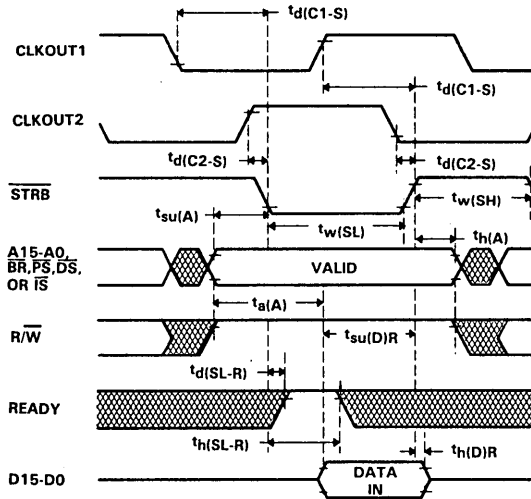 td(C1-S)
CLKOUT1
td(C1-S)
CLKOUT2
td(C2-S)
td(C2-S)
STRB
tsu(A)
tw(SL)
tw(SH)
th(A)
A15-A0,
BR,PS,DS,
OR IS
VALID
ta(A)
tsu(D)R
R/W
td(SL-R)
READY
th(SL-R)
th(D)R
D15-D0
DATA
IN